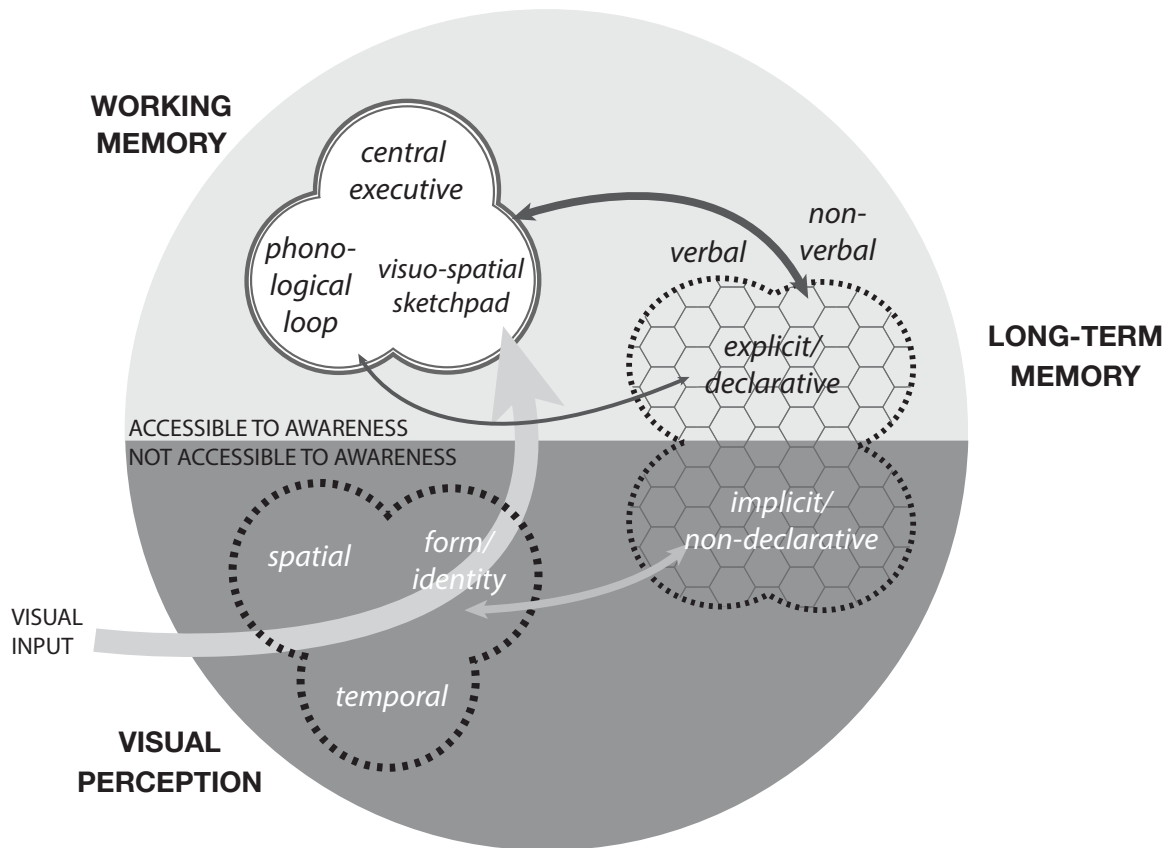 WORKING
MEMORY
central
executive
phono-
logical
loop
visuo-spatial
sketchpad
non-
verbal
verbal
explicit/
declarative
LONG-TERM
MEMORY
ACCESSIBLE TO AWARENESS
NOT ACCESSIBLE TO AWARENESS
implicit/
non-declarative
spatial
form/
identity
VISUAL
INPUT
temporal
VISUAL
PERCEPTION